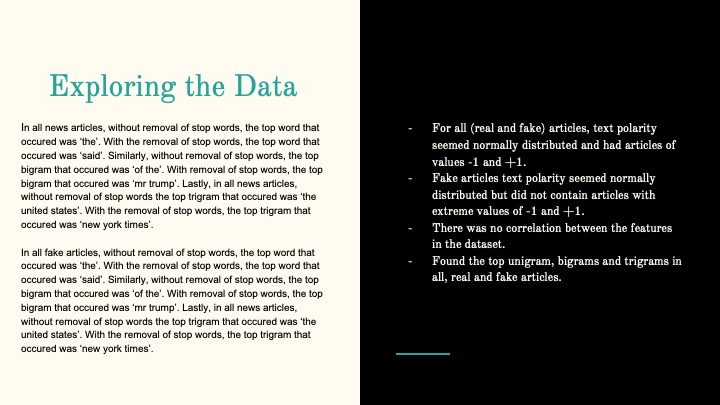 Exploring the Data
In all news articles, without removal of stop words, the top word that
occured was ‘the’. With the removal of stop words, the top word that
occured was ‘said’. Similarly, without removal of stop words, the top
bigram that occured was ‘of the’. With removal of stop words, the top
bigram that occured was ‘mr trump’. Lastly, in all news articles,
without removal of stop words the top trigram that occured was ‘the
united states’. With the removal of stop words, the top trigram that
occured was ‘new york times’.
In all fake articles, without removal of stop words, the top word that
occured was ‘the’. With the removal of stop words, the top word that
occured was ‘said’. Similarly, without removal of stop words, the top
bigram that occured was ‘of the’. With removal of stop words, the top
bigram that occured was ‘mr trump’. Lastly, in all news articles,
without removal of stop words the top trigram that occured was ‘the
united states’. With the removal of stop words, the top trigram that
occured was ‘new york times’.
- For all (real and fake) articles, text polarity
seemed normally distributed and had articles of
values -1 and +1.
- Fake articles text polarity seemed normally
distributed but did not contain articles with
extreme values of -1 and +1.
- There was no correlation between the features
in the dataset.
- Found the top unigram, bigrams and trigrams in
all, real and fake articles.